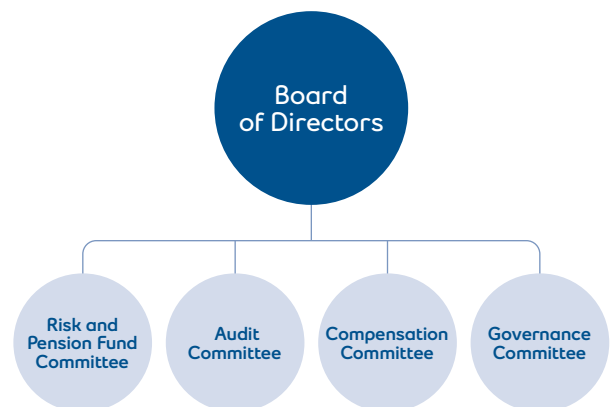 Board
of Directors
Risk and
Pension Fund
Committee
Audit
Committee
Compensation
Committee
Governance
Committee